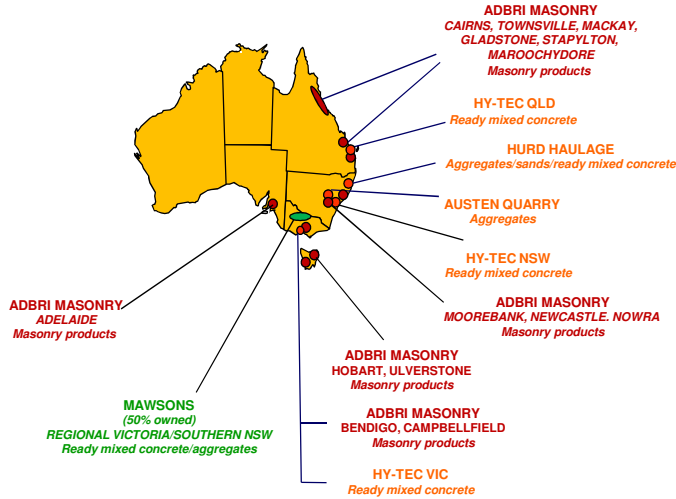 ADBRI MASONRY
CAIRNS, TOWNSVILLE, MACKAY,
GLADSTONE, STAPYLTON,
MAROOCHYDORE
Masonry products
HY-TEC QLD
Ready mixed concrete
HURD HAULAGE
Aggregates/sands/ready mixed concrete
AUSTEN QUARRY
Aggregates
HY-TEC NSW
Ready mixed concrete
ADBRI MASONRY
MOOREBANK, NEWCASTLE. NOWRA
Masonry products
ADBRI MASONRY
ADELAIDE
Masonry products
ADBRI MASONRY
HOBART, ULVERSTONE
Masonry products
MAWSONS
(50% owned)
REGIONAL VICTORIA/SOUTHERN NSW
Ready mixed concrete/aggregates
ADBRI MASONRY
BENDIGO, CAMPBELLFIELD
Masonry products
HY-TEC VIC
Ready mixed concrete